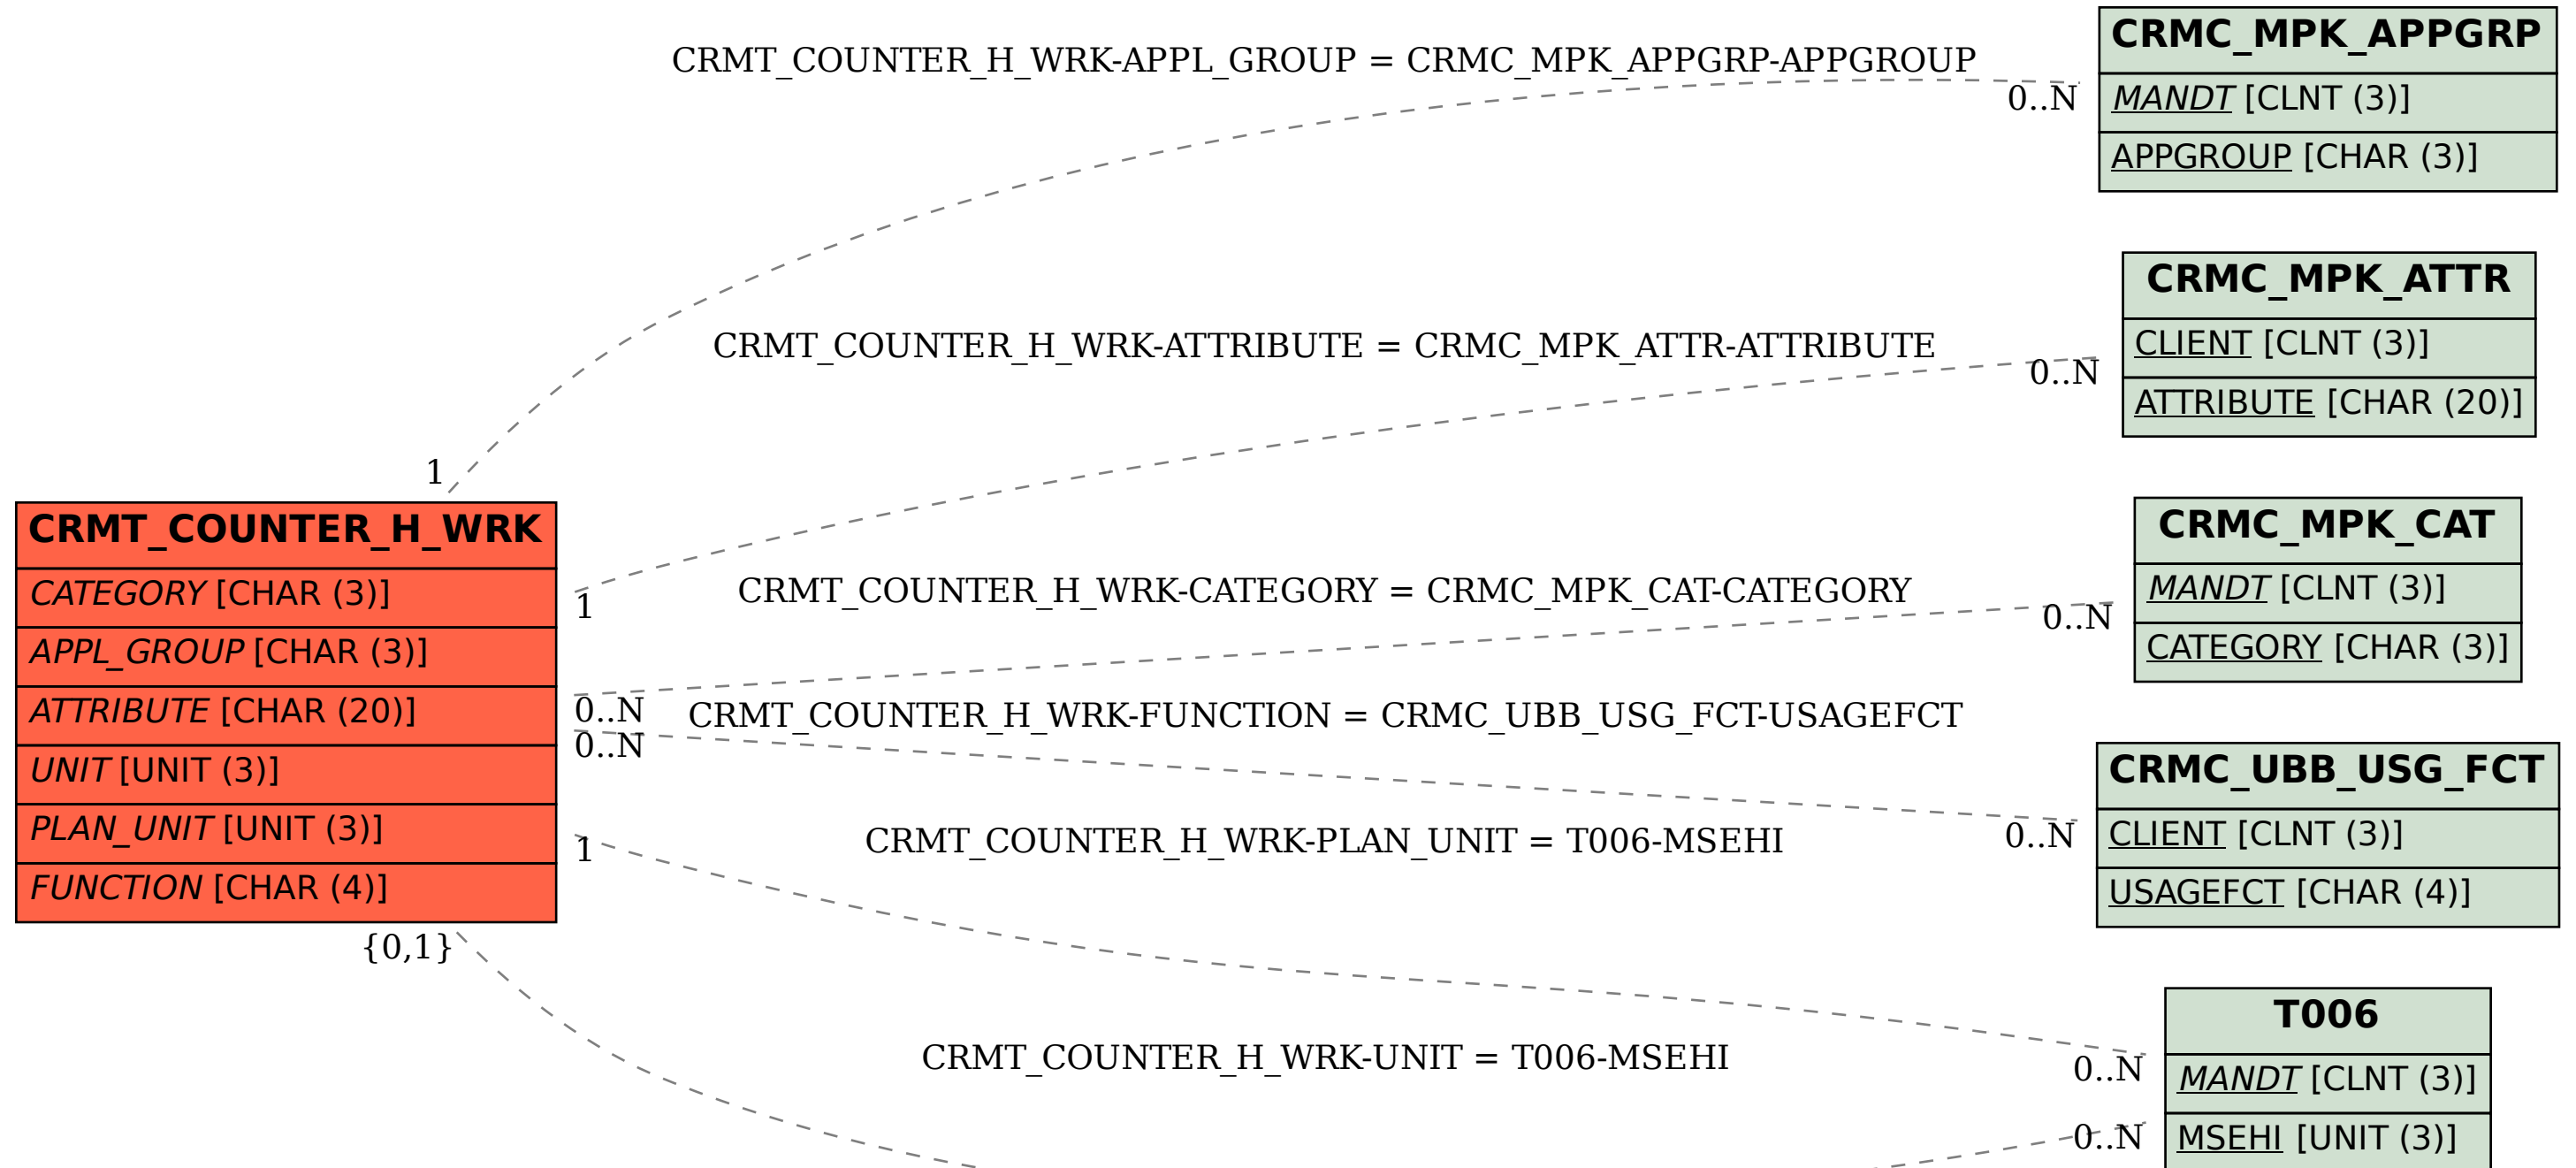 CRMC_MPK_APPGRP
CRMT_COUNTER_H_WRK-APPL_GROUP = CRMC_MPK_APPGRP-APPGROUP
0..N
MANDT [CLNT (3)]
APPGROUP [CHAR (3)]
CRMC_MPK_ATTR
CRMT_COUNTER_H_WRK-ATTRIBUTE = CRMC_MPK_ATTR-ATTRIBUTE
0..N
CLIENT [CLNT (3)]
ATTRIBUTE [CHAR (20)]
1
CRMT_COUNTER_H_WRK
CATEGORY [CHAR (3)]
APPL_GROUP [CHAR (3)]
ATTRIBUTE [CHAR (20)]
UNIT [UNIT (3)]
PLAN_UNIT [UNIT (3)]
FUNCTION [CHAR (4)]
1
CRMT_COUNTER_H_WRK-CATEGORY = CRMC_MPK_CAT-CATEGORY
0..N
CRMC_MPK_CAT
MANDT [CLNT (3)]
CATEGORY [CHAR (3)]
0..N
CRMT_COUNTER_H_WRK-FUNCTION = CRMC_UBB_USG_FCT-USAGEFCT
0..N
0..N
CRMC_UBB_USG_FCT
CLIENT [CLNT (3)]
USAGEFCT [CHAR (4)]
1
CRMT_COUNTER_H_WRK-PLAN_UNIT = T006-MSEHI
0..N
{0,1}
CRMT_COUNTER_H_WRK-UNIT = T006-MSEHI
0..N
T006
MANDT [CLNT (3)]
MSEHI [UNIT (3)]